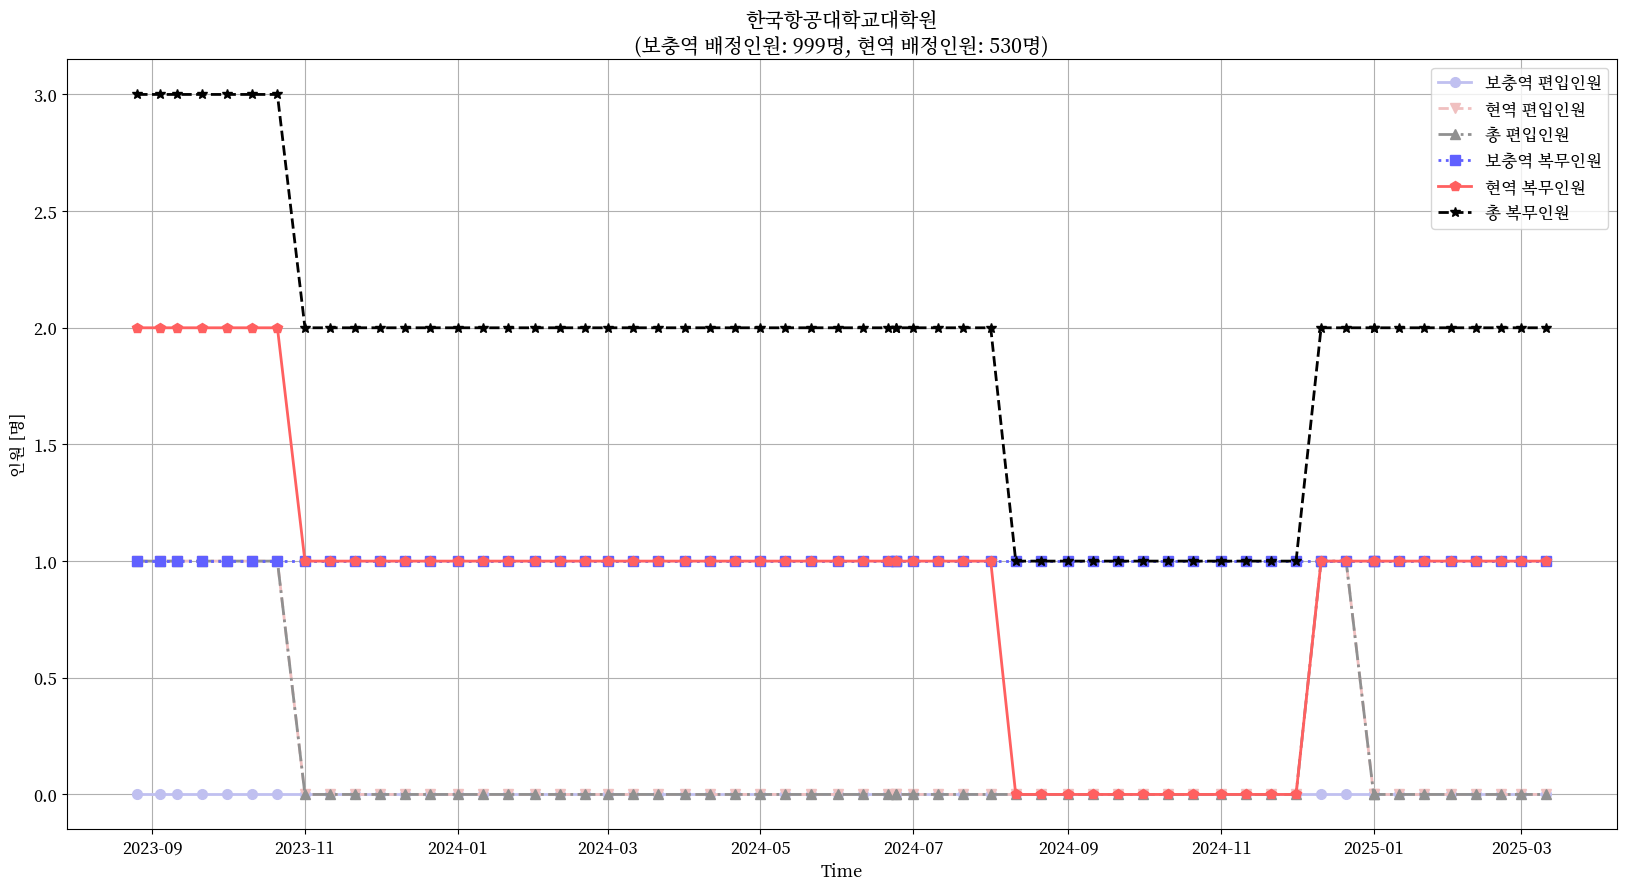 한국항공대학교대학원
(보충역 배정인원: 999명, 현역 배정인원: 530명)
보충역 편입인원
현역 편입인원
총 편입인원
보충역 복무인원
현역 복무인원
총 복무인원
인원 [명]
3.0
2.5
2.0
1.5
1.0
0.5
0.0
2023-09
2023-11
2024-01
2024-03
2024-05
2024-07
2024-09
2024-11
2025-01
2025-03
Time